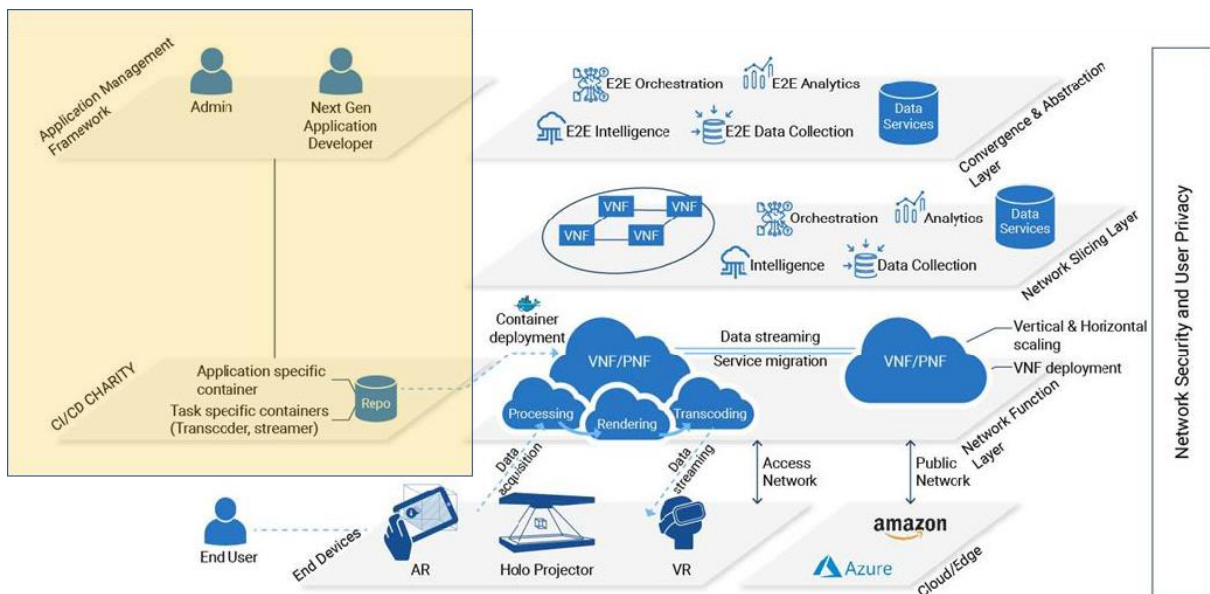 Application Management
Framework
Admin
Next Gen
Application
Developer
E2E Orchestration
E2E Analytics
E2E Intelligence
E2E Data Collection
Data
Services
Convergence & Abstraction
Layer
VNF
VNF
VNF
VNF
Orchestration
Analytics
Intelligence
Data Collection
Data
Services
Network Slicing Layer
CI/CD CHARITY
Application specific
container
Task specific containers
(Transccder, streamer)
Repo
Container
deployment
VNF/PNF
Processing
Rendering
Transcoding
Data streaming
Service migration
VNF/PNF
Vertical & Horizontal
scaling
VNF deployment
Network Function
Layer
Data
acquisition
Data
streaming
Access
Network
Public
Network
End User
End Devices
AR
Holo Projector
VR
amazon
Azure
Cloud/Edge
Network Security and User Privacy